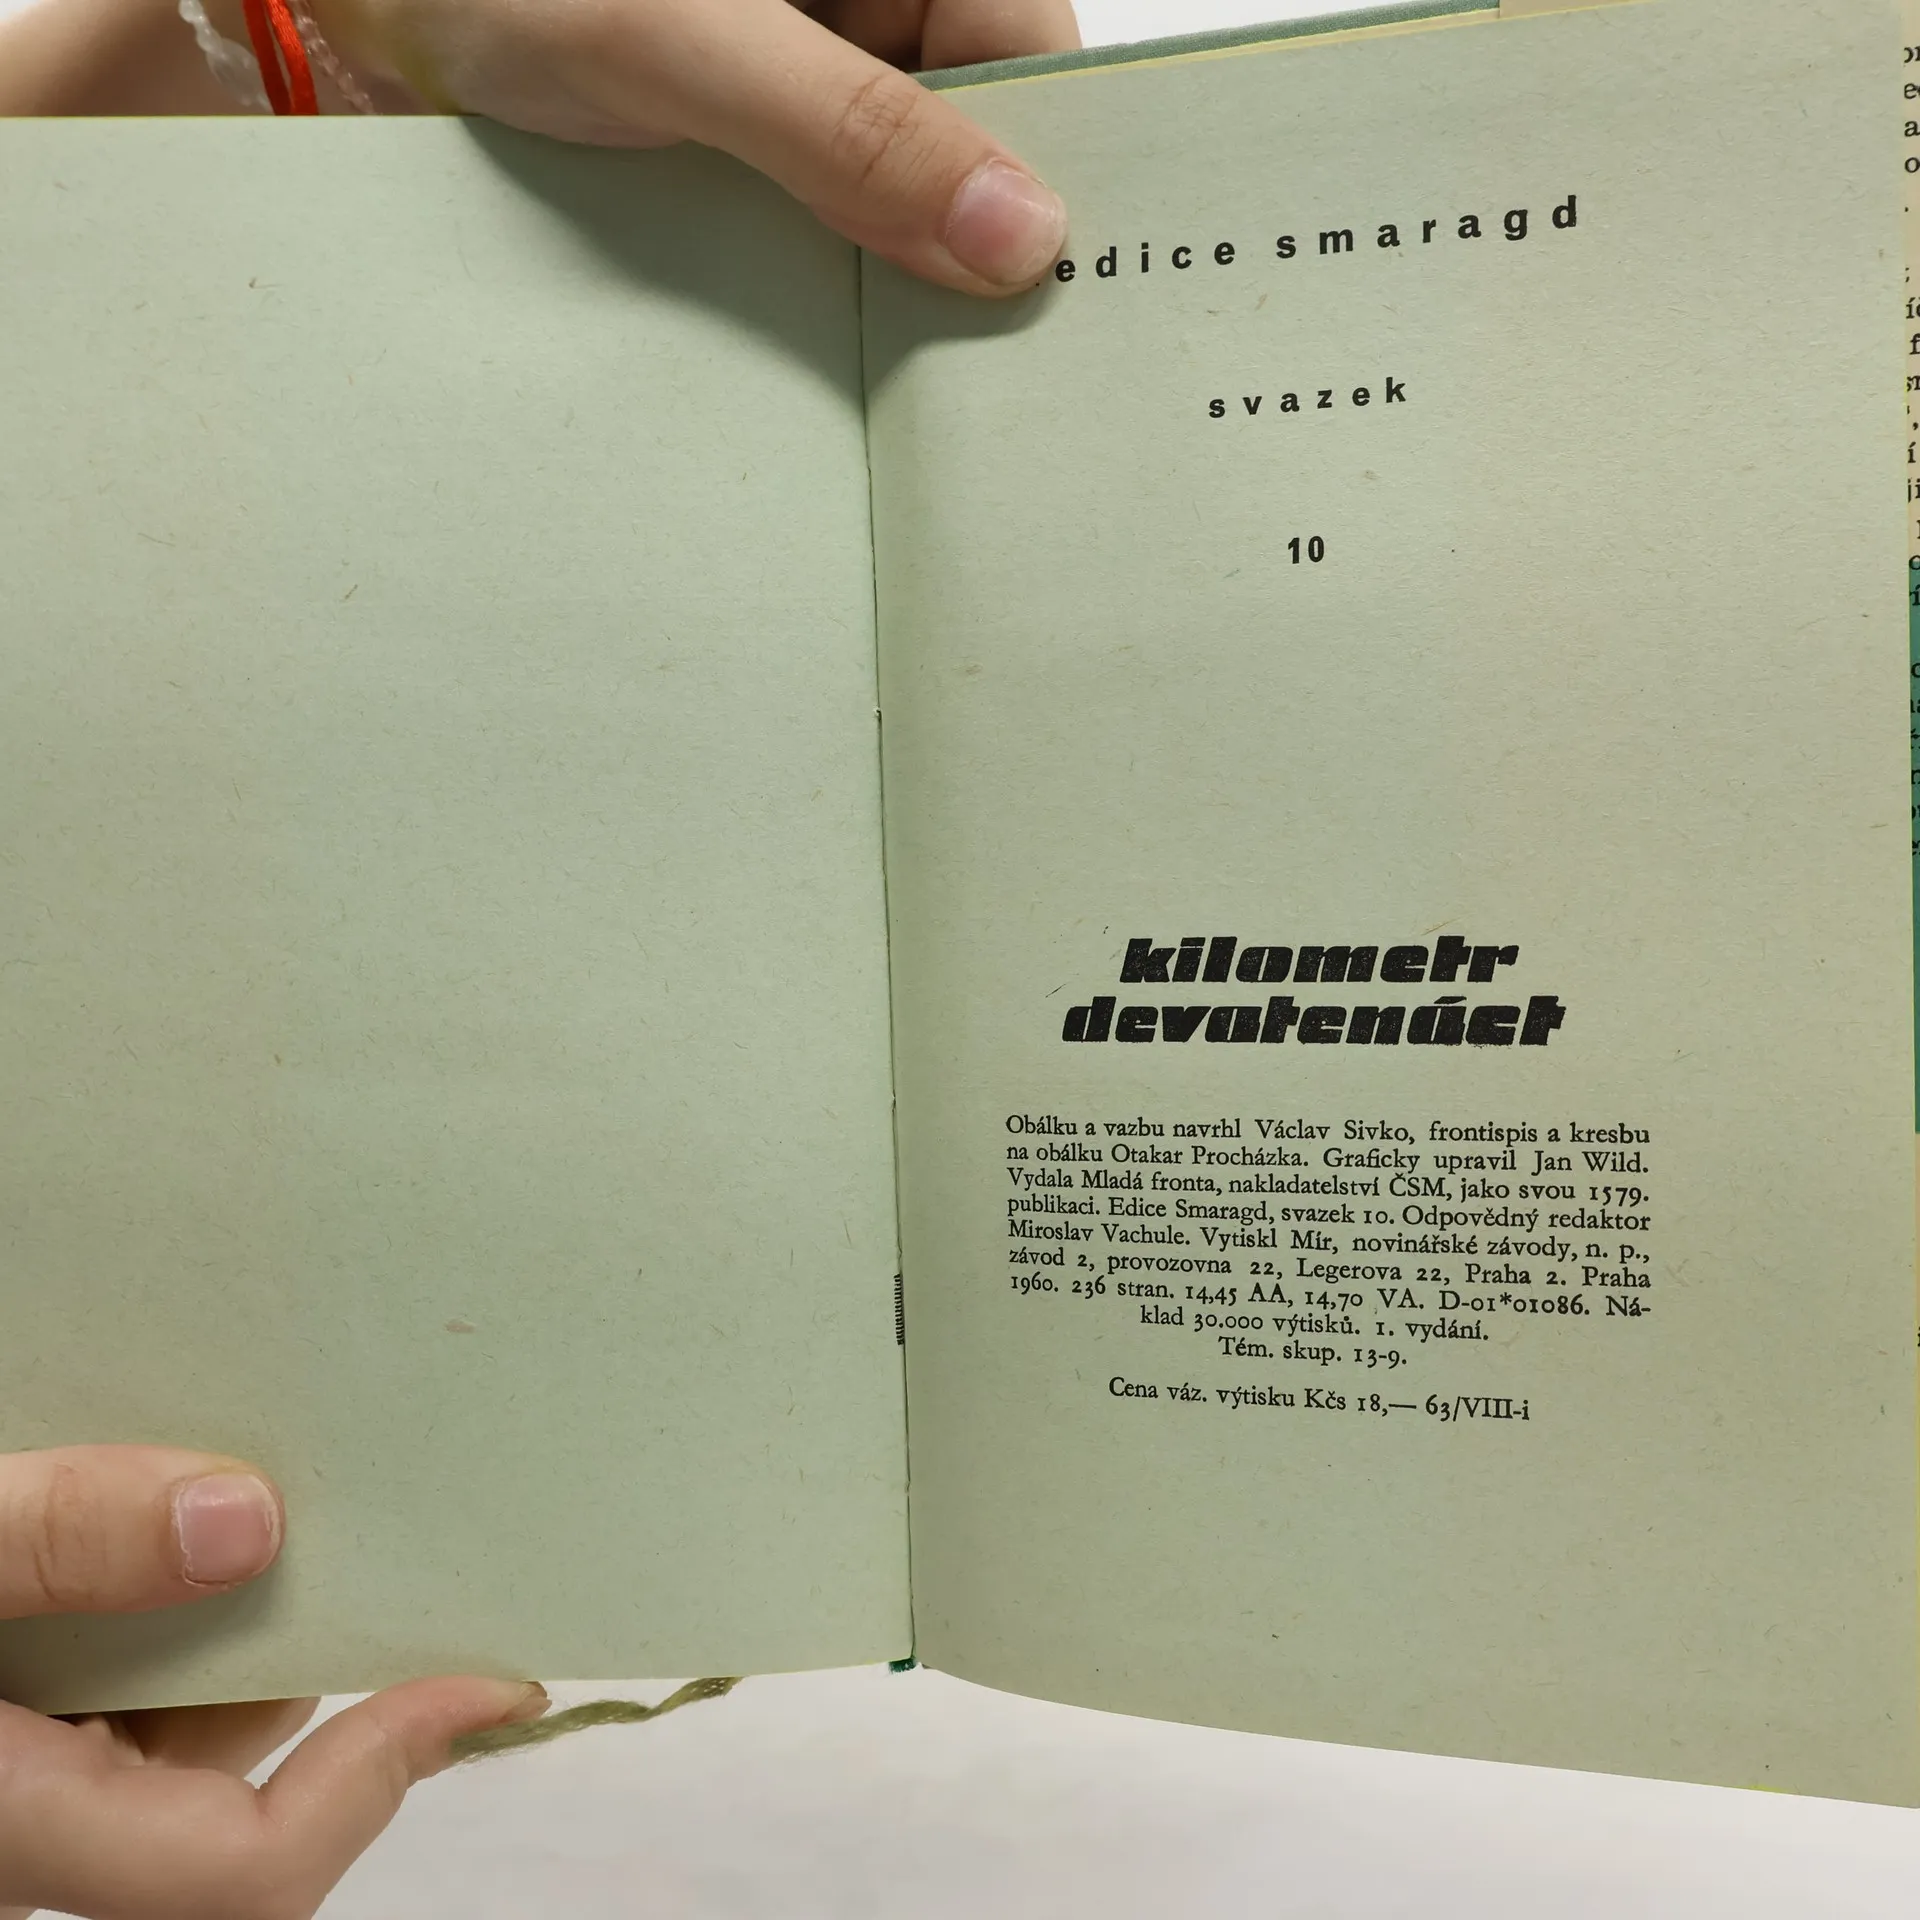 edice smaragd
svazek
10
kilometr
devatenáct
Obálku a vazbu navrhl Václav Sivko, frontispis a kresbu
na obálku Otakar Procházka. Graficky upravil Jan Wild.
Vydala Mladá fronta, nakladatelství ČSM, jako svou 1579.
publikaci. Edice Smaragd, svazek 10. Odpovědný redaktor
Miroslav Vachule. Vytiskl Mír, novinářské závody, n. p.,
závod 2, provozovna 22, Legerova 22, Praha 2. Praha
1960. 236 stran. 14,45 AA, 14,70 VA. D-01*01086. Ná-
klad 30.000 výtisků. 1. vydání.
Tém. skup. 13-9.
Cena váz. výtisku Kčs 18,— 63/VIII-i